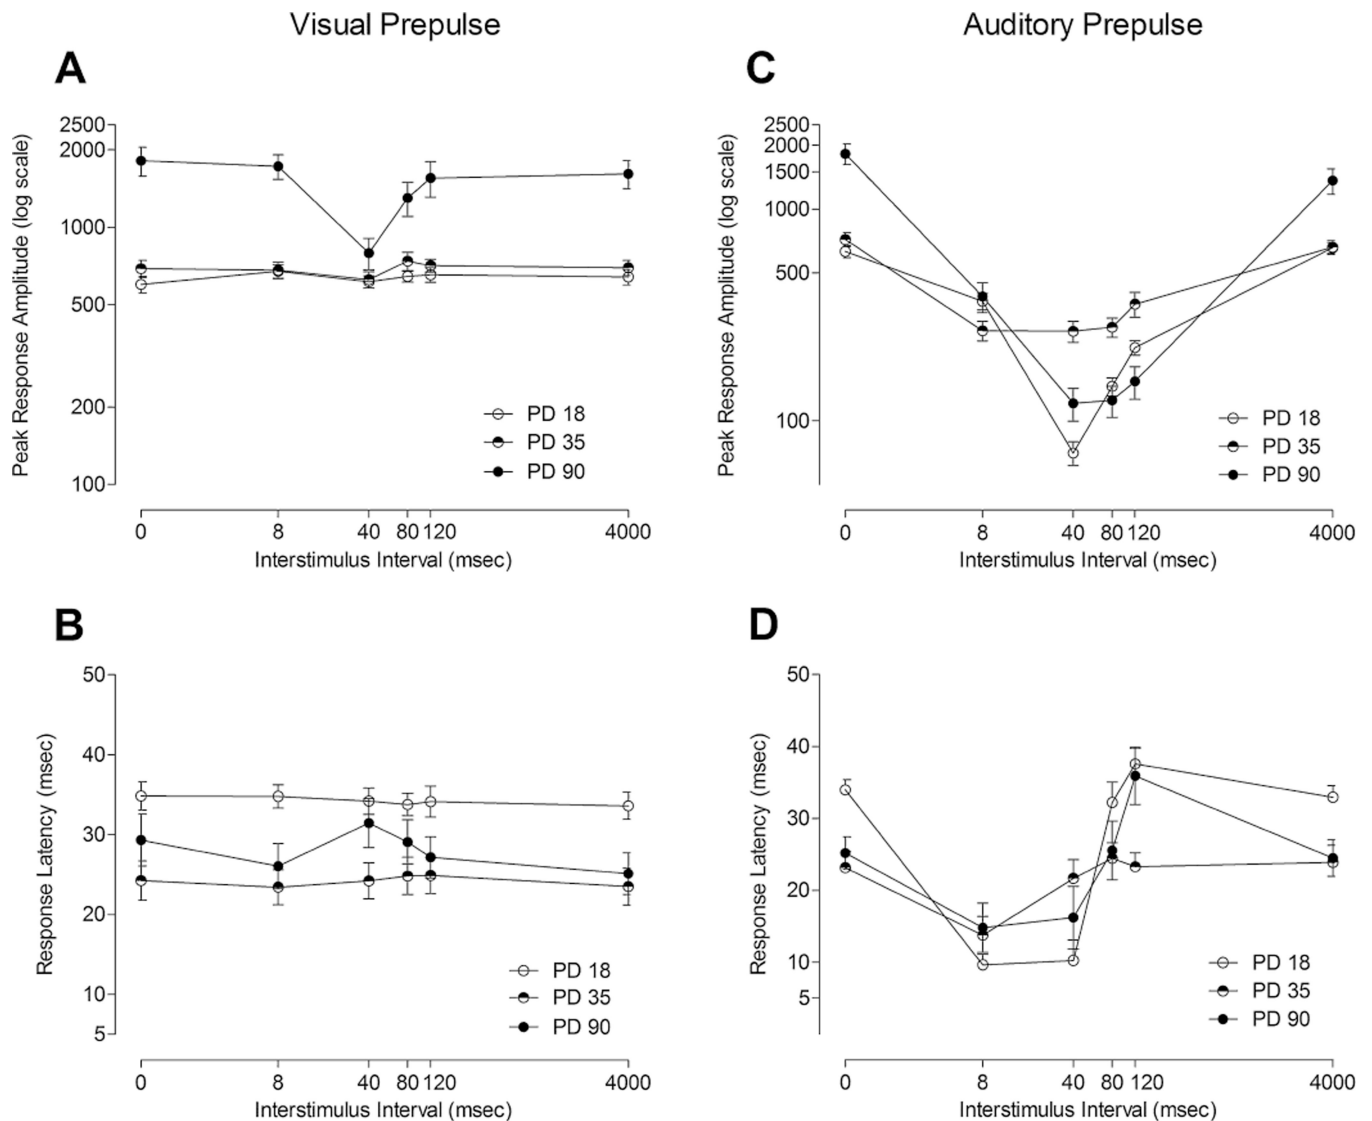 Visual Prepulse
Auditory Prepulse
A
Peak Response Amplitude (log scale)
2500
2000
1000
500
200
100
PD 18
PD 35
PD 90
0 8 40 80 120 4000
Interstimulus Interval (msec)
C
Peak Response Amplitude (log scale)
2500
2000
1500
1000
500
100
PD 18
PD 35
PD 90
0 8 40 80 120 4000
Interstimulus Interval (msec)
B
Response Latency (msec)
50
40
30
20
10
5
PD 18
PD 35
PD 90
0 8 40 80 120 4000
Interstimulus Interval (msec)
D
Response Latency (msec)
50
40
30
20
10
5
PD 18
PD 35
PD 90
0 8 40 80 120 4000
Interstimulus Interval (msec)